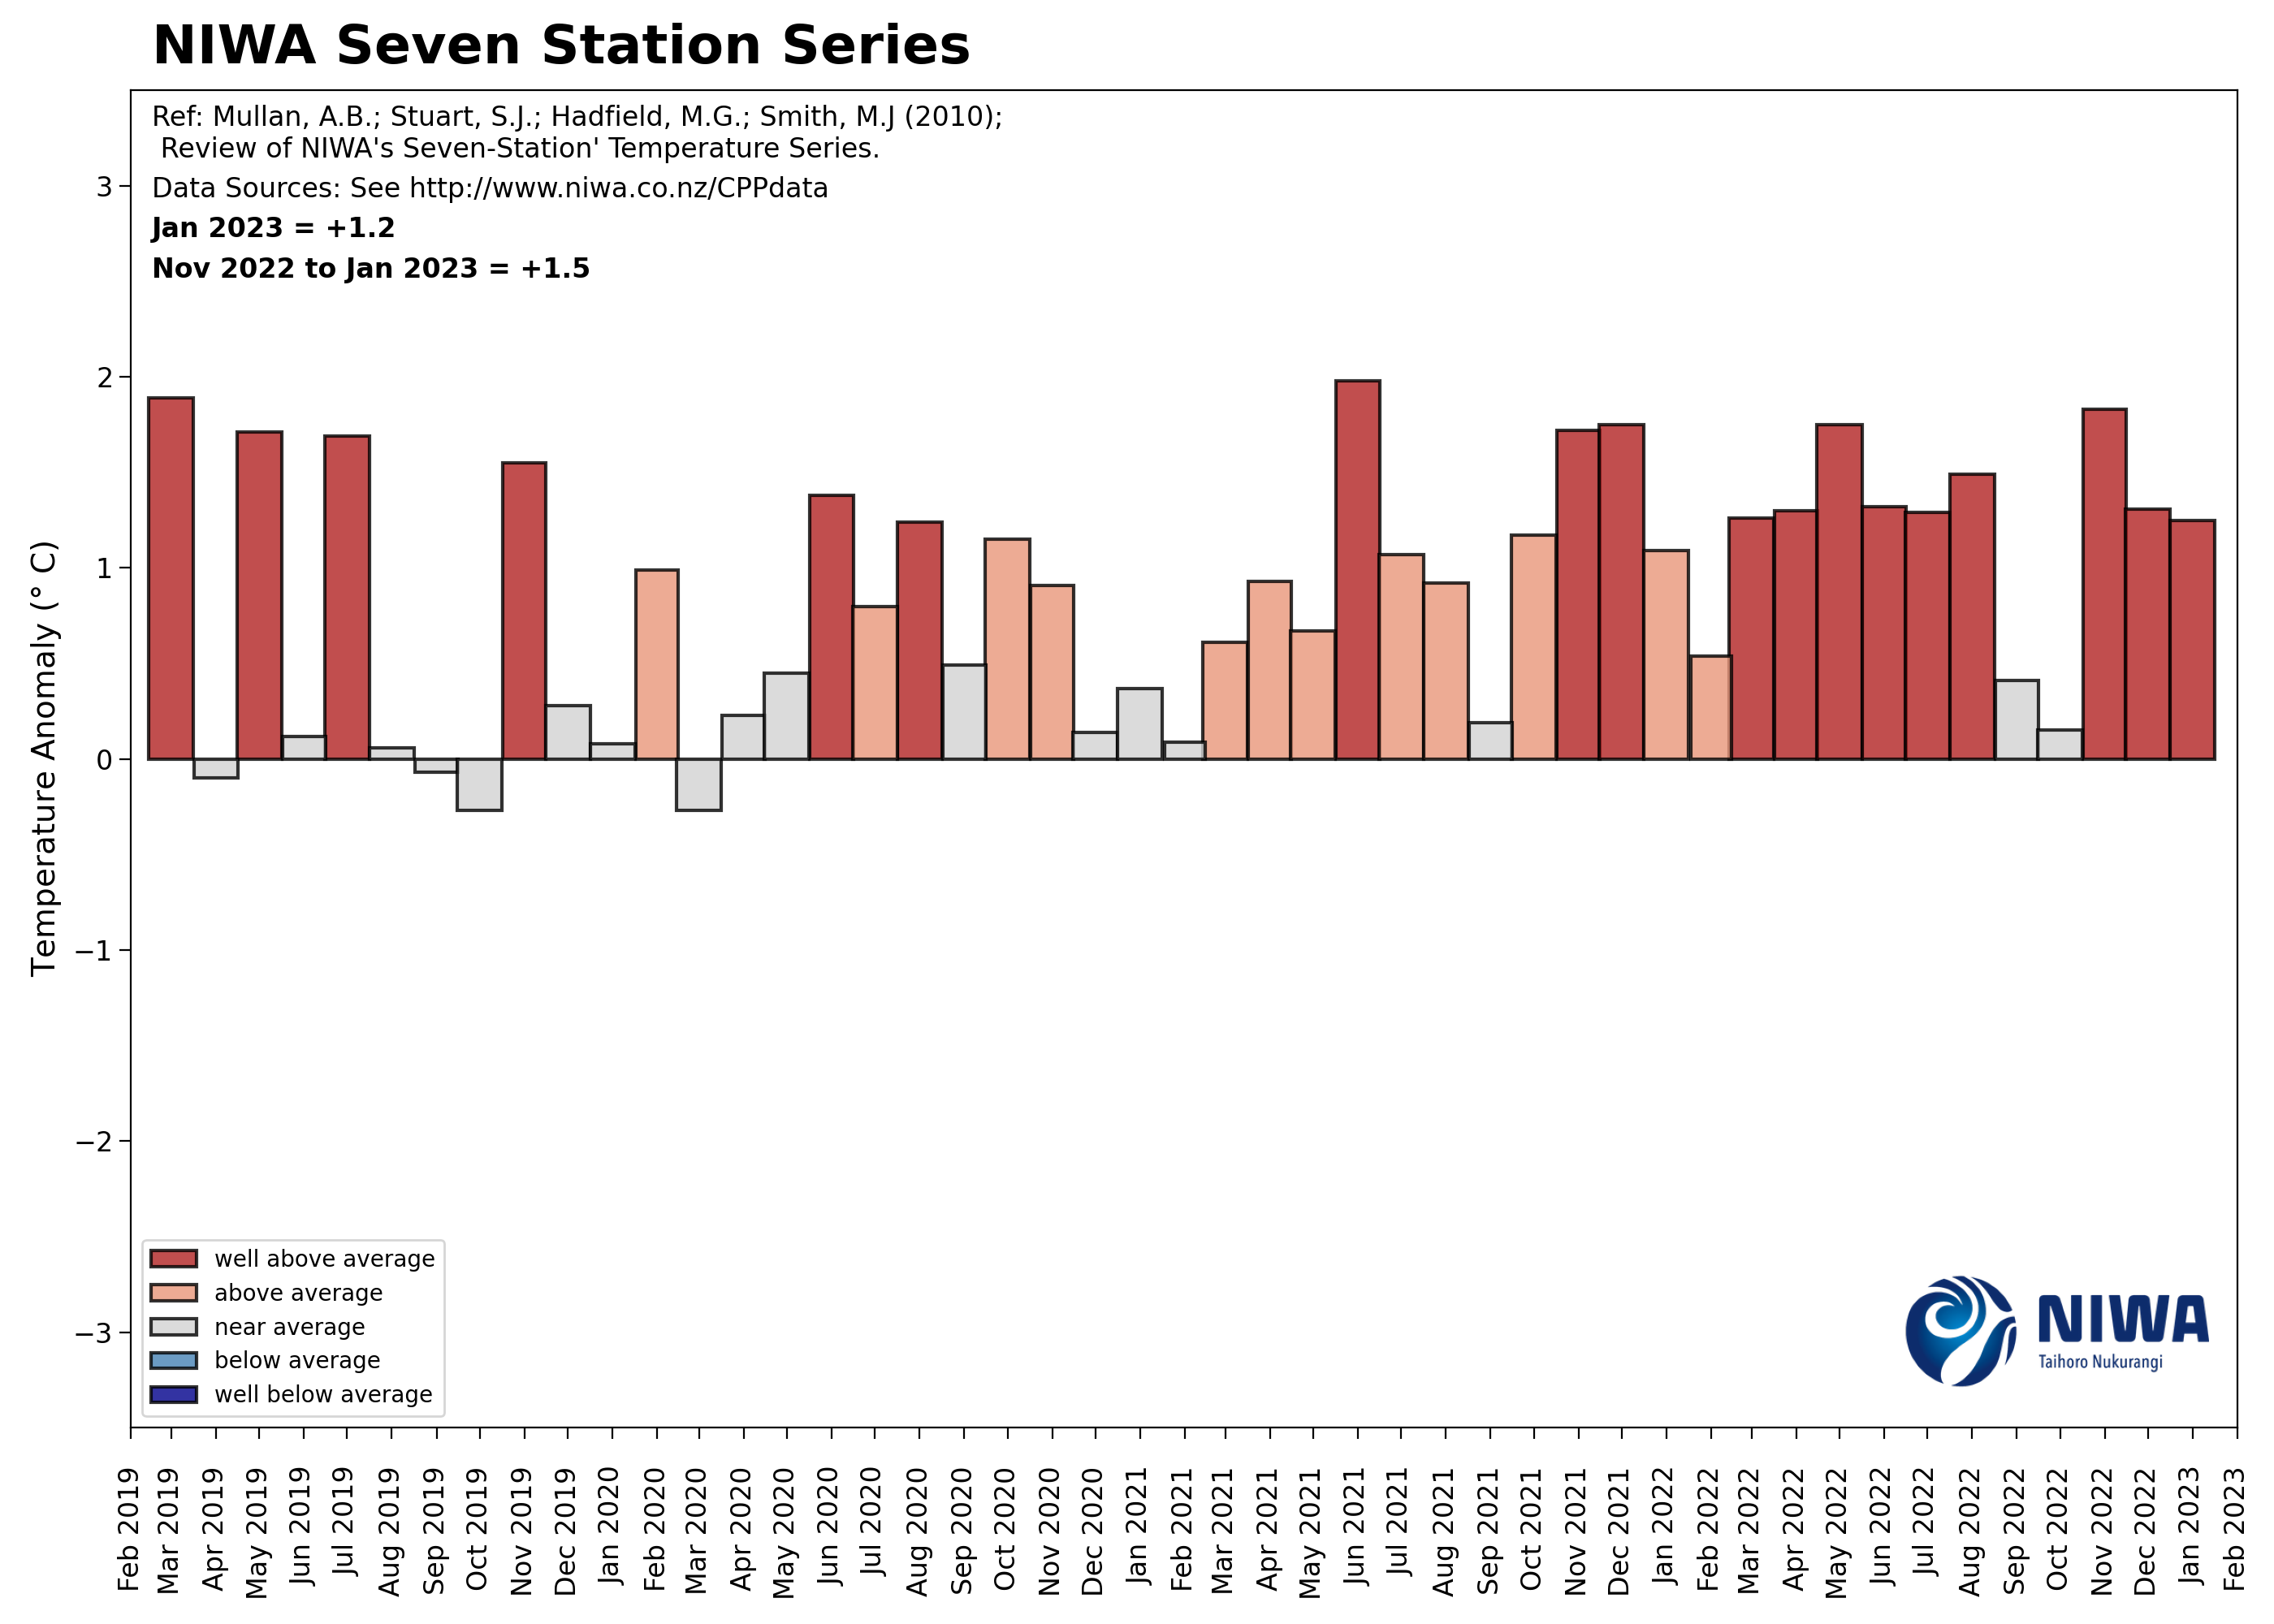 NIWA Seven Station Series
Ref: Mullan, A.B.; Stuart, S.J.; Hadfield, M.G.; Smith, M.J (2010);
Review of NIWA's Seven-Station' Temperature Series.
Data Sources: See http://www.niwa.co.nz/CPPdata
Jan 2023 = +1.2
Nov 2022 to Jan 2023 = +1.5
Temperature Anomaly (° C)
3
2
1
0
−1
−2
−3
well above average
above average
near average
below average
well below average
NIWA
Taihoro Nukurangi
Feb 2019
Mar 2019
Apr 2019
May 2019
Jun 2019
Jul 2019
Aug 2019
Sep 2019
Oct 2019
Nov 2019
Dec 2019
Jan 2020
Feb 2020
Mar 2020
Apr 2020
May 2020
Jun 2020
Jul 2020
Aug 2020
Sep 2020
Oct 2020
Nov 2020
Dec 2020
Jan 2021
Feb 2021
Mar 2021
Apr 2021
May 2021
Jun 2021
Jul 2021
Aug 2021
Sep 2021
Oct 2021
Nov 2021
Dec 2021
Jan 2022
Feb 2022
Mar 2022
Apr 2022
May 2022
Jun 2022
Jul 2022
Aug 2022
Sep 2022
Oct 2022
Nov 2022
Dec 2022
Jan 2023
Feb 2023